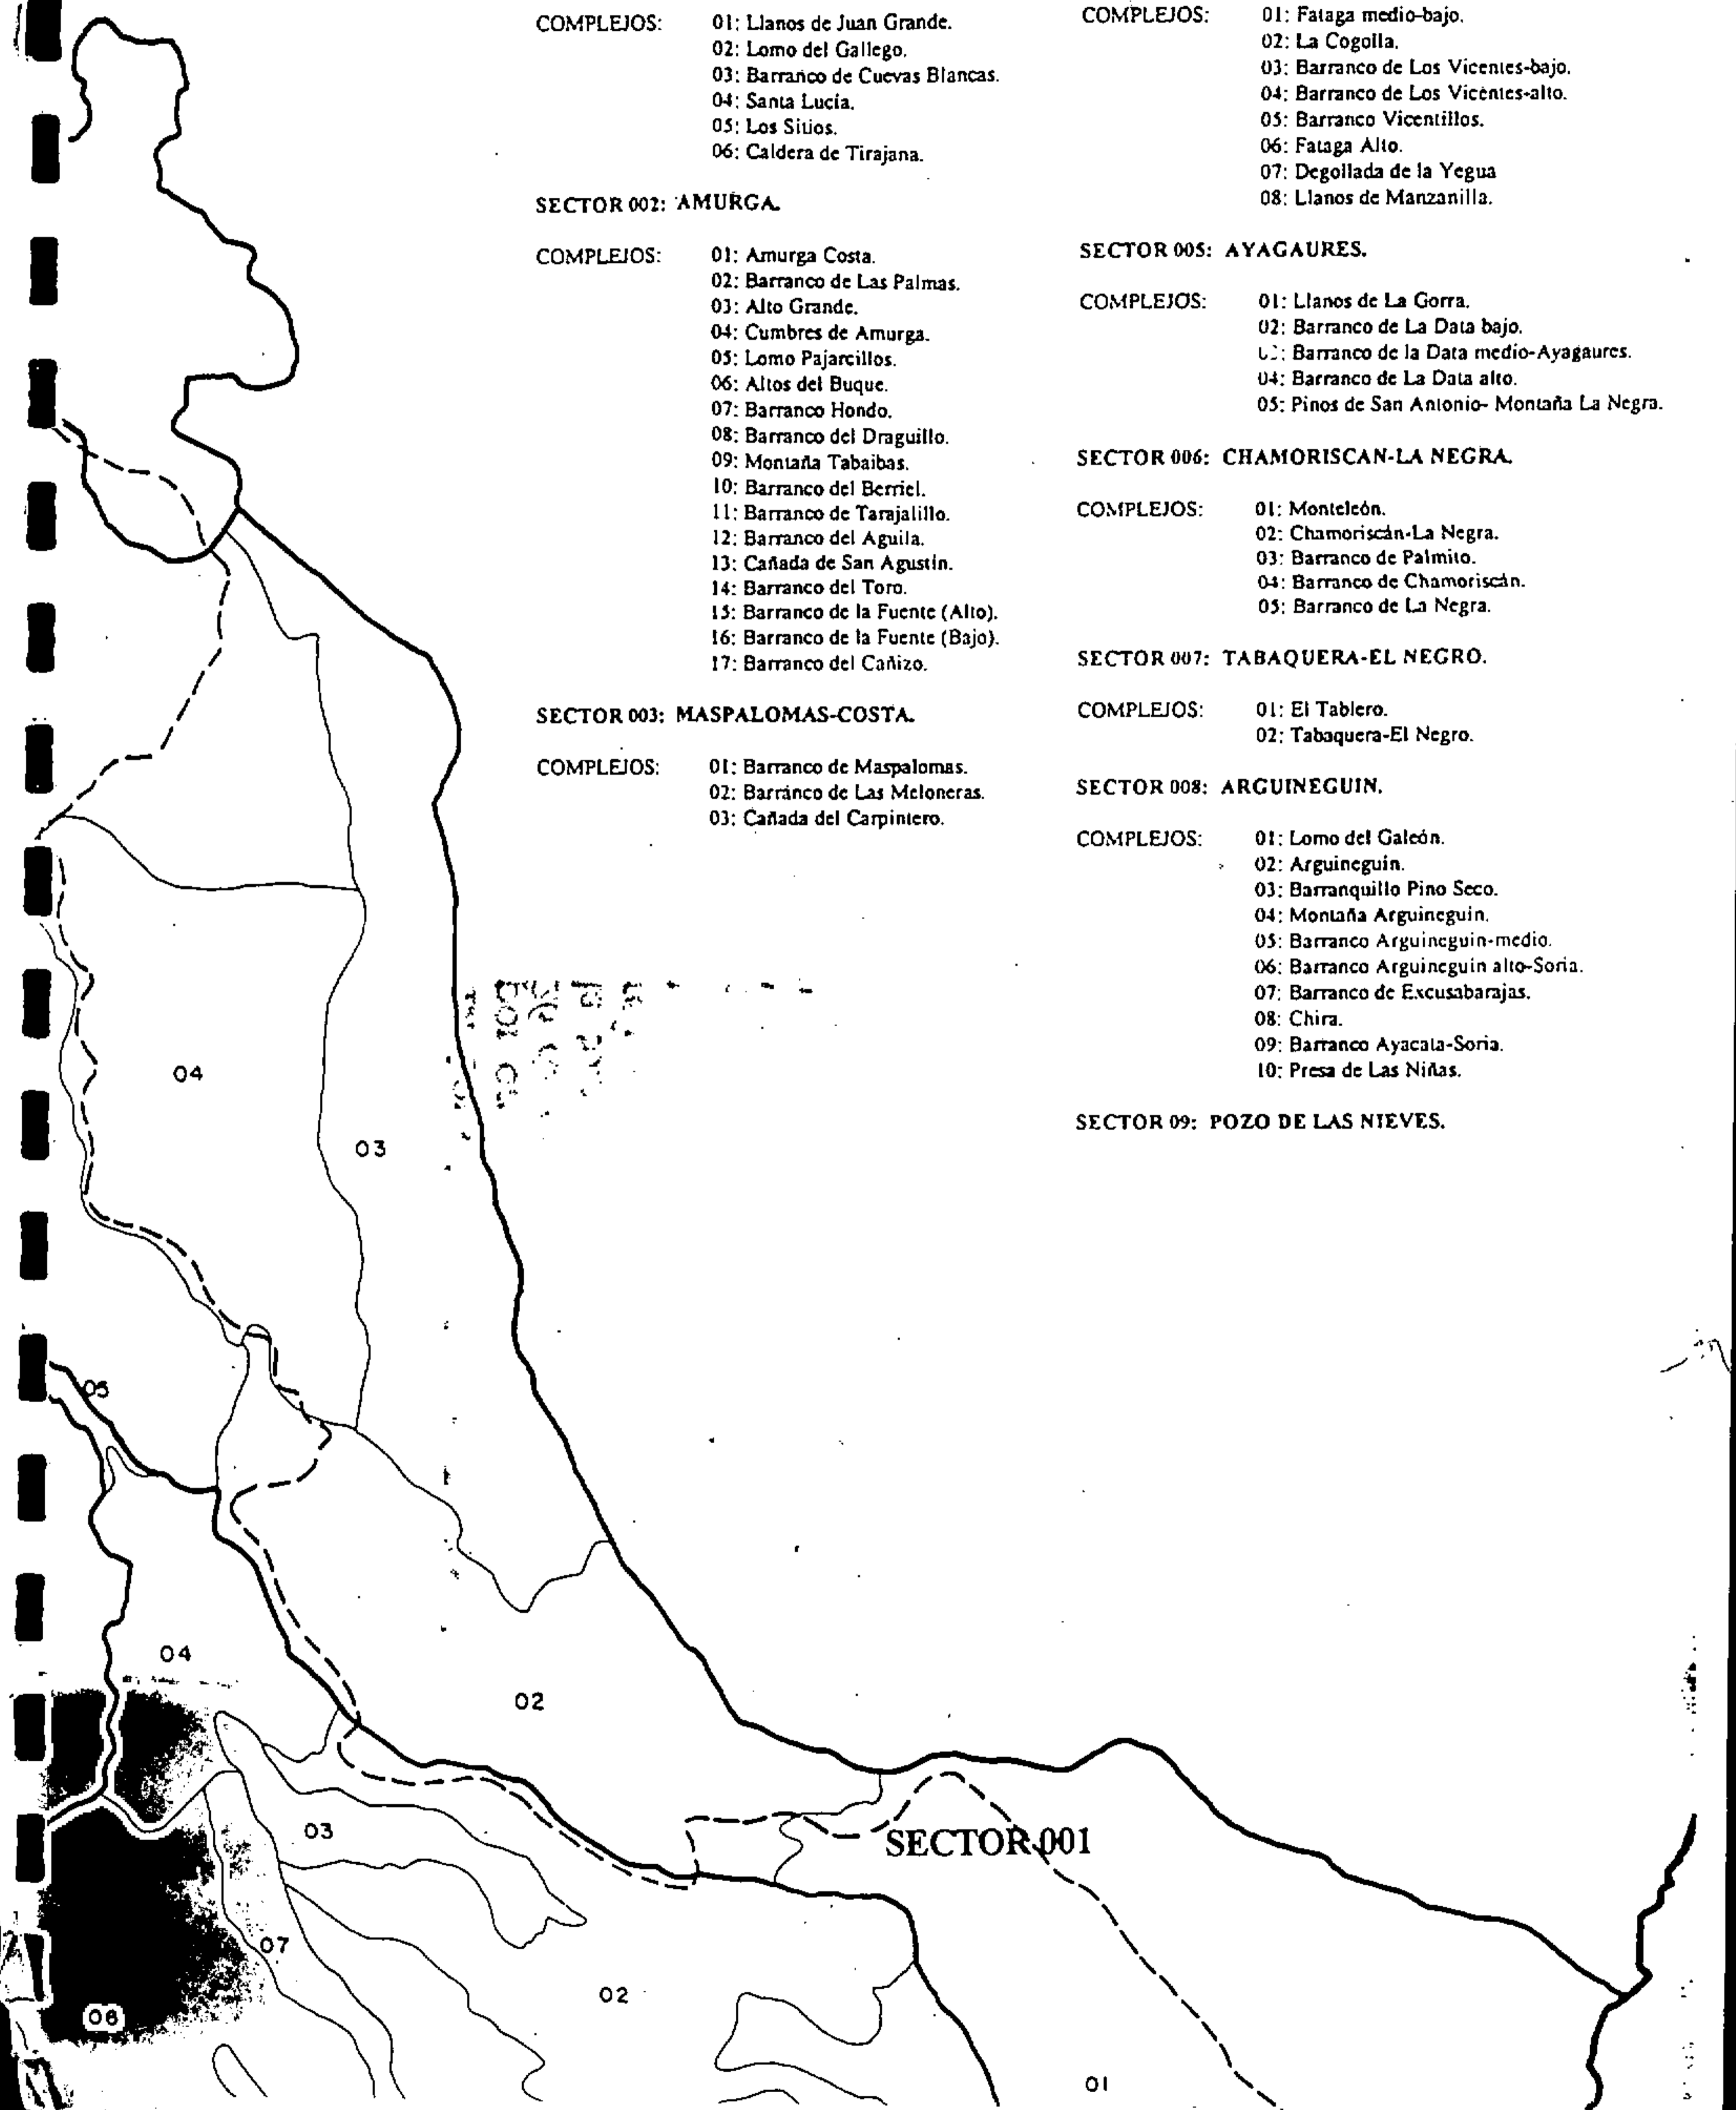 COMPLEJOS: 01: Llanos de Juan Grande.
02: Lomo del Gallego.
03: Barranco de Cuevas Blancas.
04: Santa Lucía.
05: Los Sitios.
06: Caldera de Tirajana.
SECTOR 002: AMURGA.
COMPLEJOS: 01: Amurga Costa.
02: Barranco de Las Palmas.
03: Alto Grande.
04: Cumbres de Amurga.
05: Lomo Pajarcillos.
06: Altos del Buque.
07: Barranco Hondo.
08: Barranco del Draguillo.
09: Montaña Tabaibas.
10: Barranco del Berriel.
11: Barranco de Tarajalillo.
12: Barranco del Aguila.
13: Cañada de San Agustín.
14: Barranco del Toro.
15: Barranco de la Fuente (Alto).
16: Barranco de la Fuente (Bajo).
17: Barranco del Cañizo.
SECTOR 003: MASPALOMAS-COSTA.
COMPLEJOS: 01: Barranco de Maspalomas.
02: Barranco de Las Meloneras.
03: Cañada del Carpintero.
COMPLEJOS: 01: Fataga medio-bajo.
02: La Cogolla.
03: Barranco de Los Vicentes-bajo.
04: Barranco de Los Vicentes-alto.
05: Barranco Vicentillos.
06: Fataga Alto.
07: Degollada de la Yegua
08: Llanos de Manzanilla.
SECTOR 005: AYAGAURES.
COMPLEJOS: 01: Llanos de La Gorra.
02: Barranco de La Data bajo.
Barranco de la Data medio-Ayagaures.
04: Barranco de La Data alto.
05: Pinos de San Antonio- Montaña La Negra.
SECTOR 006: CHAMORISCAN-LA NEGRA.
COMPLEJOS: 01: Monteleón.
02: Chamoriscán-La Negra.
03: Barranco de Palmito.
04: Barranco de Chamoriscán.
05: Barranco de La Negra.
SECTOR 007: TABAQUERA-EL NEGRO.
COMPLEJOS: 01: El Tablero.
02: Tabaquera-El Negro.
SECTOR 008: ARGUINEGUIN.
COMPLEJOS: 01: Lomo del Galeón.
02: Arguineguin.
03: Barranquillo Pino Seco.
04: Montaña Arguineguin.
05: Barranco Arguineguin-medio.
06: Barranco Arguineguin alto-Soria.
07: Barranco de Excusabarajas.
08: Chira.
09: Barranco Ayacata-Soria.
10: Presa de Las Niñas.
SECTOR 09: POZO DE LAS NIEVES.
04
03
05
04
02
03
SECTOR 001
07
02
06
01